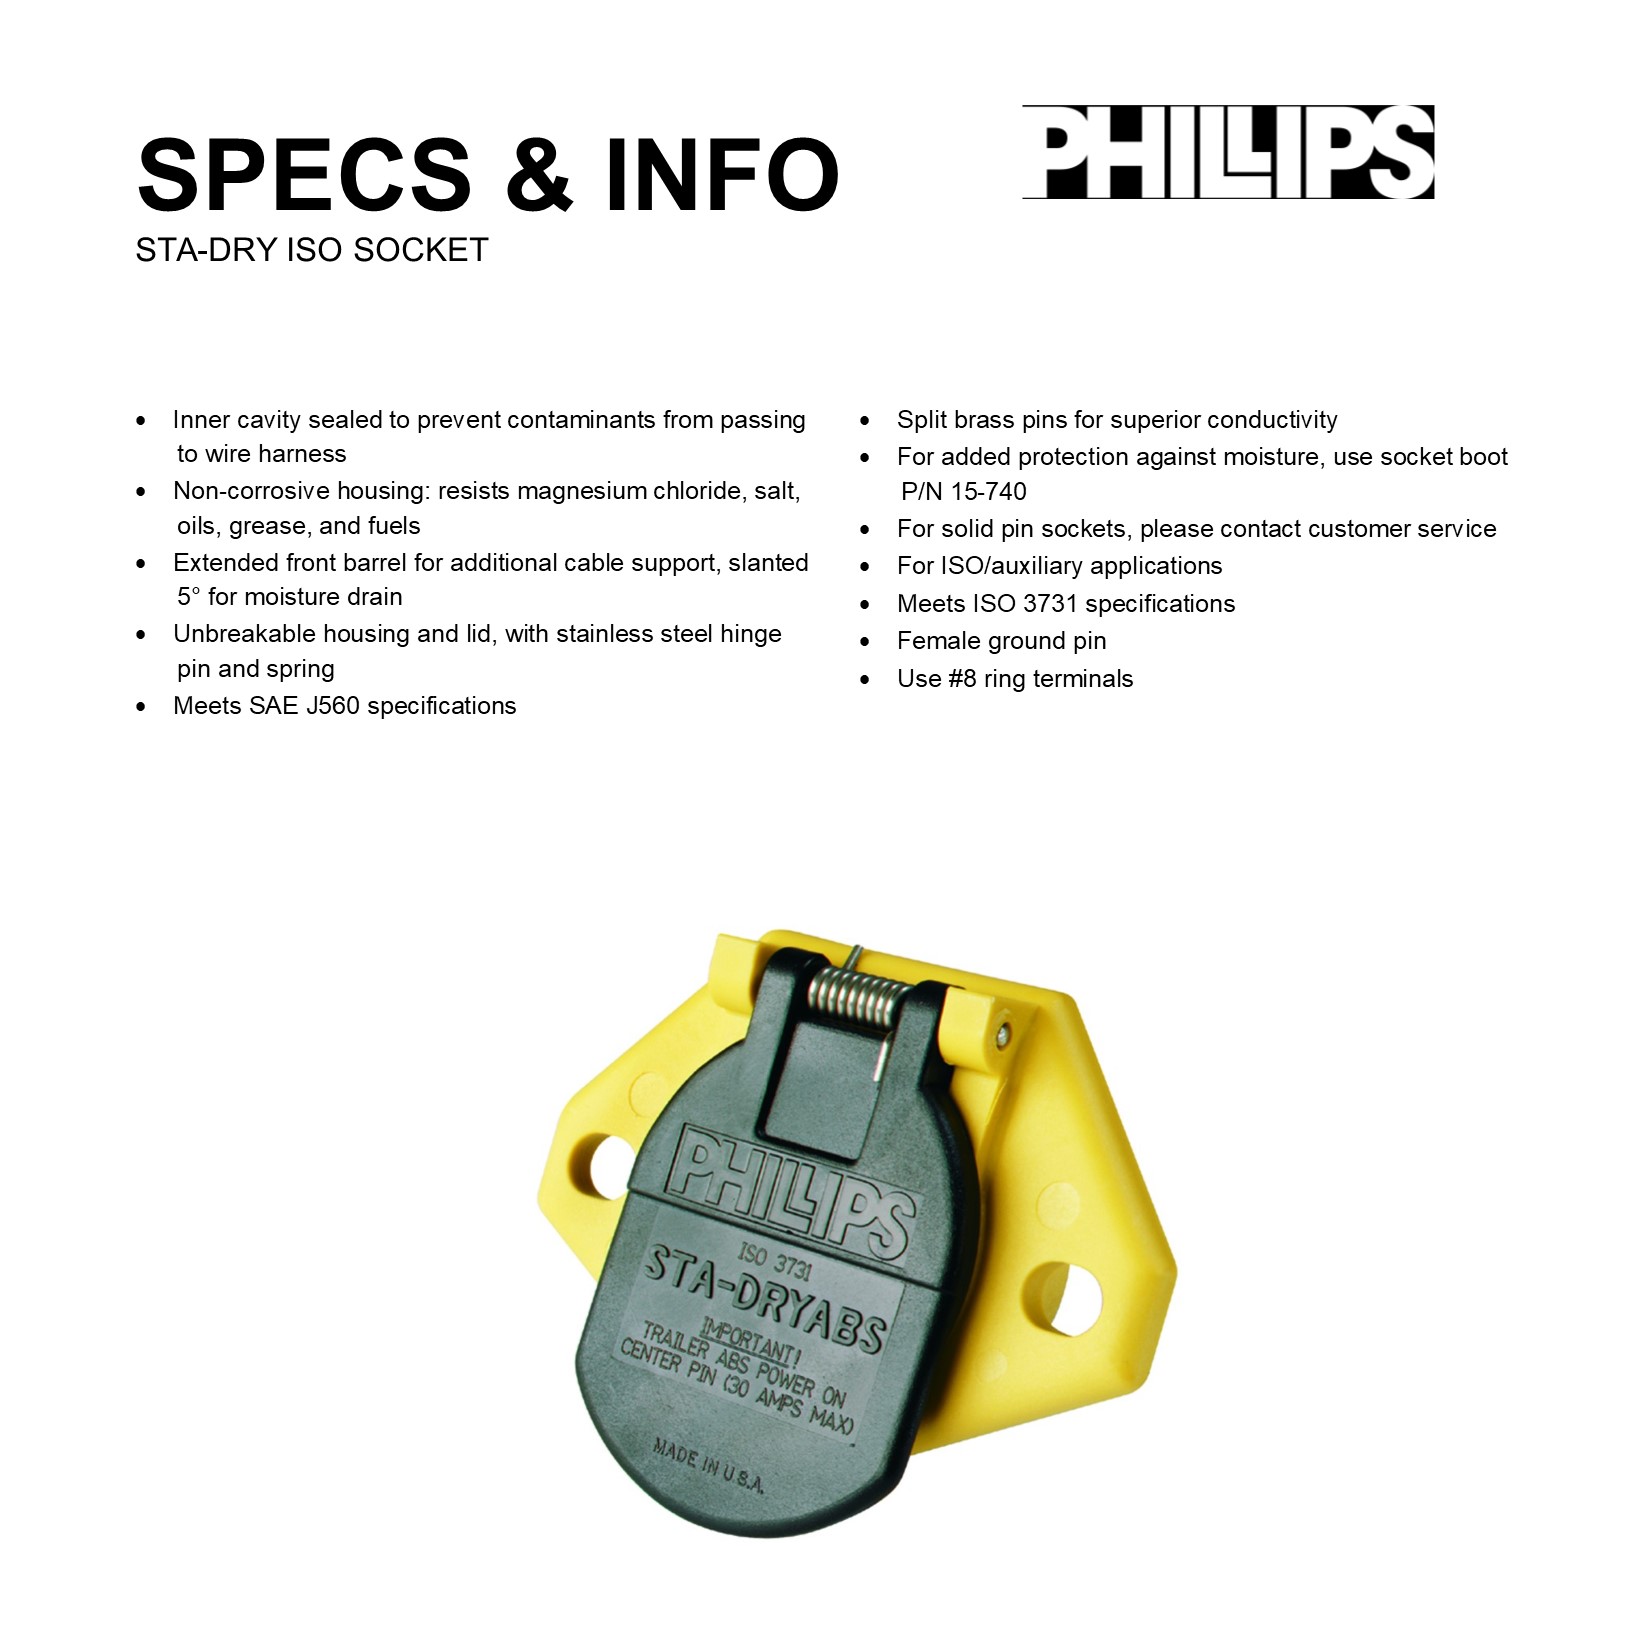 SPECS & INFO
PHILLIPS
STA-DRY ISO SOCKET
• Inner cavity sealed to prevent contaminants from passing
to wire harness
• Non-corrosive housing: resists magnesium chloride, salt,
oils, grease, and fuels
• Extended front barrel for additional cable support, slanted
5° for moisture drain
• Unbreakable housing and lid, with stainless steel hinge
pin and spring
• Meets SAE J560 specifications
• Split brass pins for superior conductivity
• For added protection against moisture, use socket boot
P/N 15-740
• For solid pin sockets, please contact customer service
• For ISO/auxiliary applications
• Meets ISO 3731 specifications
• Female ground pin
• Use #8 ring terminals
PHILLIPS
ISO 3731
STA-DRYABS
IMPORTANT!
TRAILER ABS POWER ON
CENTER PIN (30 AMPS MAX)
MADE IN U.S.A.